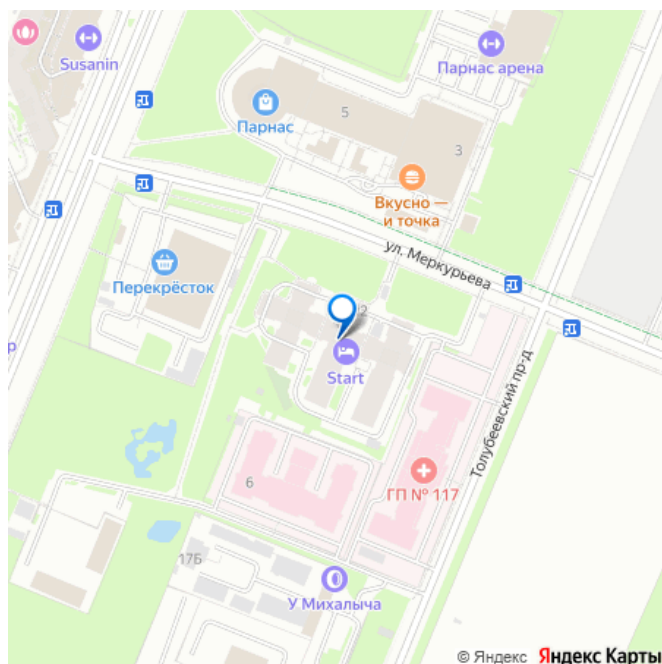 Susanin
Парнас арена
5
Парнас
3
Вкусно —
и точка
ул. Меркурьева
Перекрёсток
2
р
Start
Толубеевский пр-д
ГП № 117
6
17Б
У Михалыча
© Яндекс Яндекс Карты